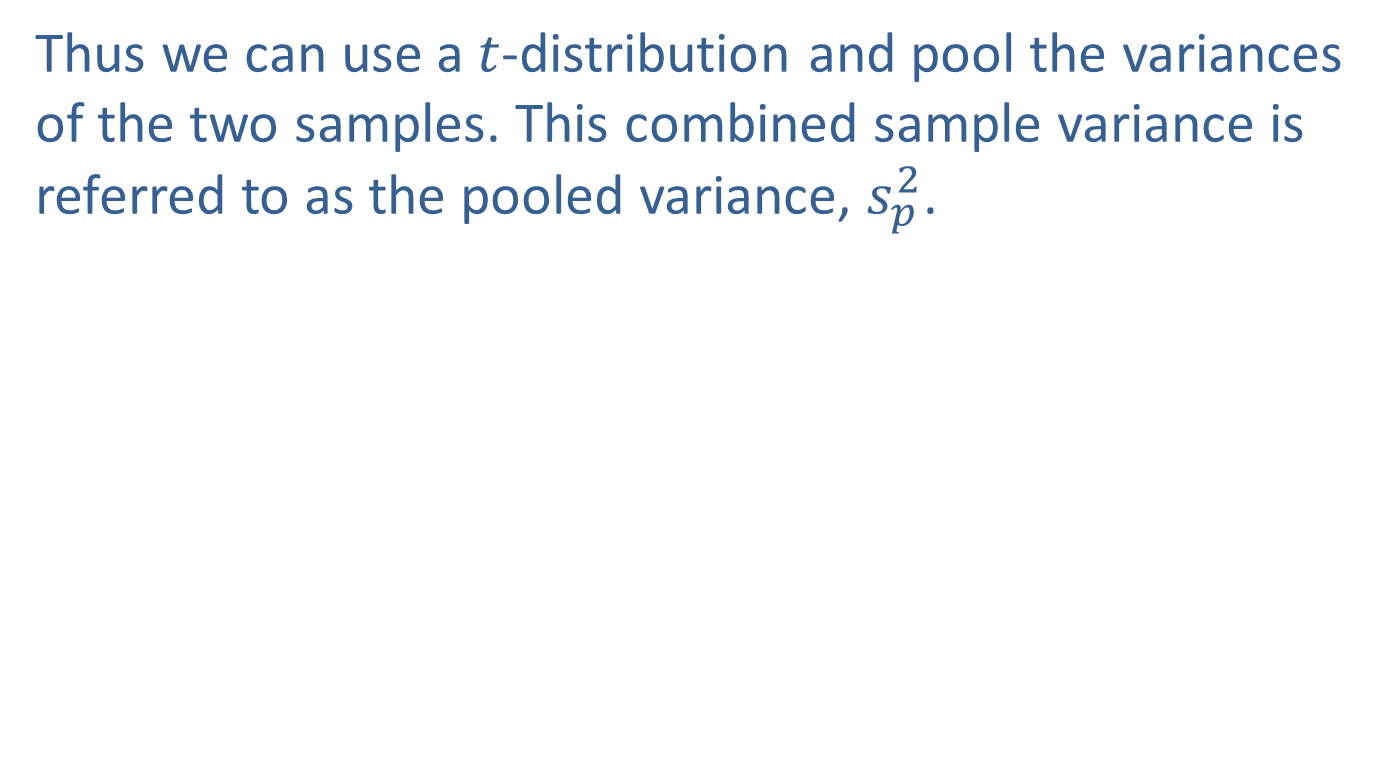 Thus we can use a 𝑡-distribution and pool the variances
of the two samples. This combined sample variance is
referred to as the pooled variance, $s_p^2$.